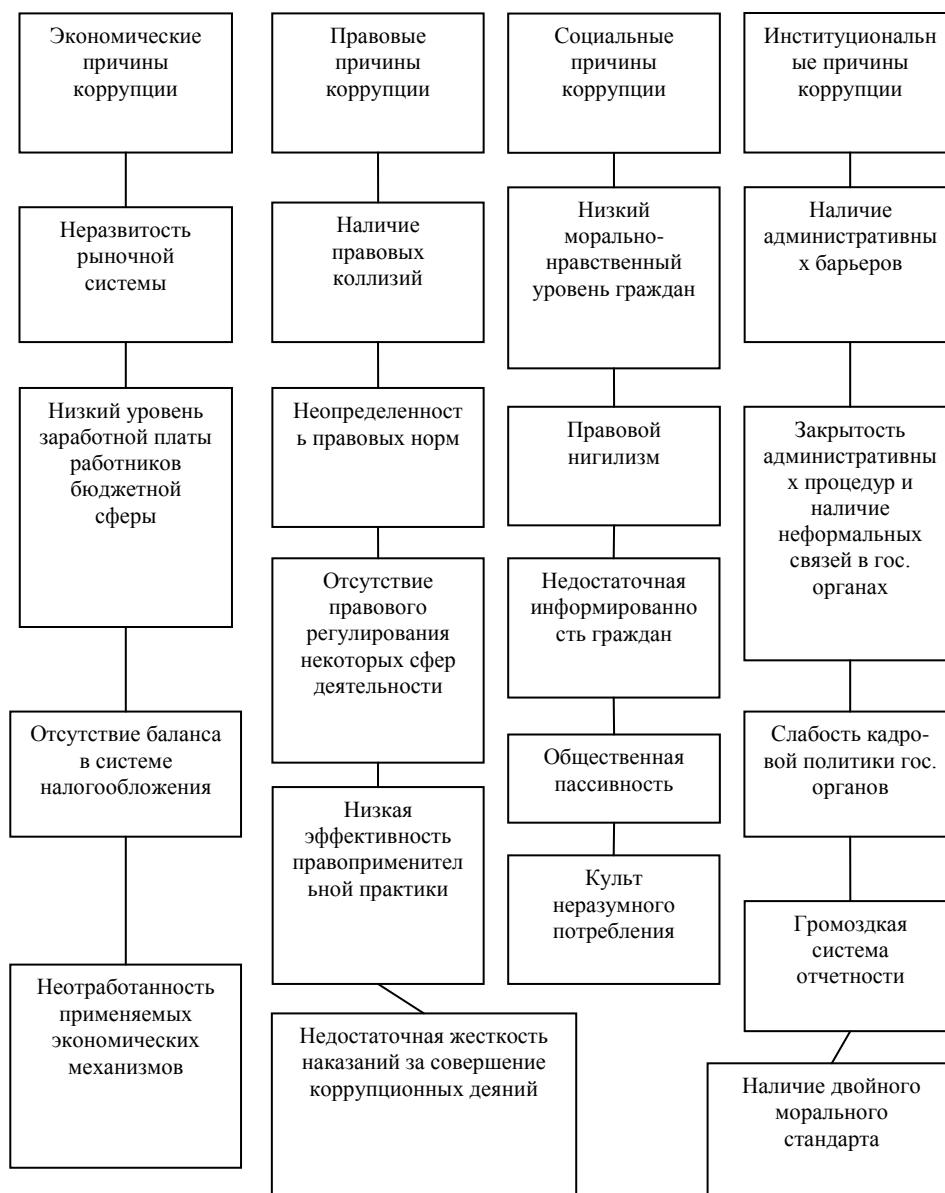 Экономические
причины
коррупции
Неразвитость
рыночной
системы
Низкий уровень
заработной платы
работников
бюджетной
сферы
Отсутствие баланса
в системе
налогообложения
Неотработанность
применяемых
экономических
механизмов
Правовые
причины
коррупции
Наличие
правовых
коллизий
Неопределенност
ь правовых норм
Отсутствие
правового
регулирования
некоторых сфер
деятельности
Низкая
эффективность
правоприменител
ьной практики
Недостаточная жесткость
наказаний за совершение
коррупционных деяний
Социальные
причины
коррупции
Низкий
морально-
нравственный
уровень граждан
Правовой
нигилизм
Недостаточная
информированно
сть граждан
Общественная
пассивность
Культ
неразумного
потребления
Институциональн
ые причины
коррупции
Наличие
административны
х барьеров
Закрытость
административны
х процедур и
наличие
неформальных
связей в гос.
органах
Слабость кадро-
вой политики гос.
органов
Громоздкая
система
отчетности
Наличие двойного
морального
стандарта